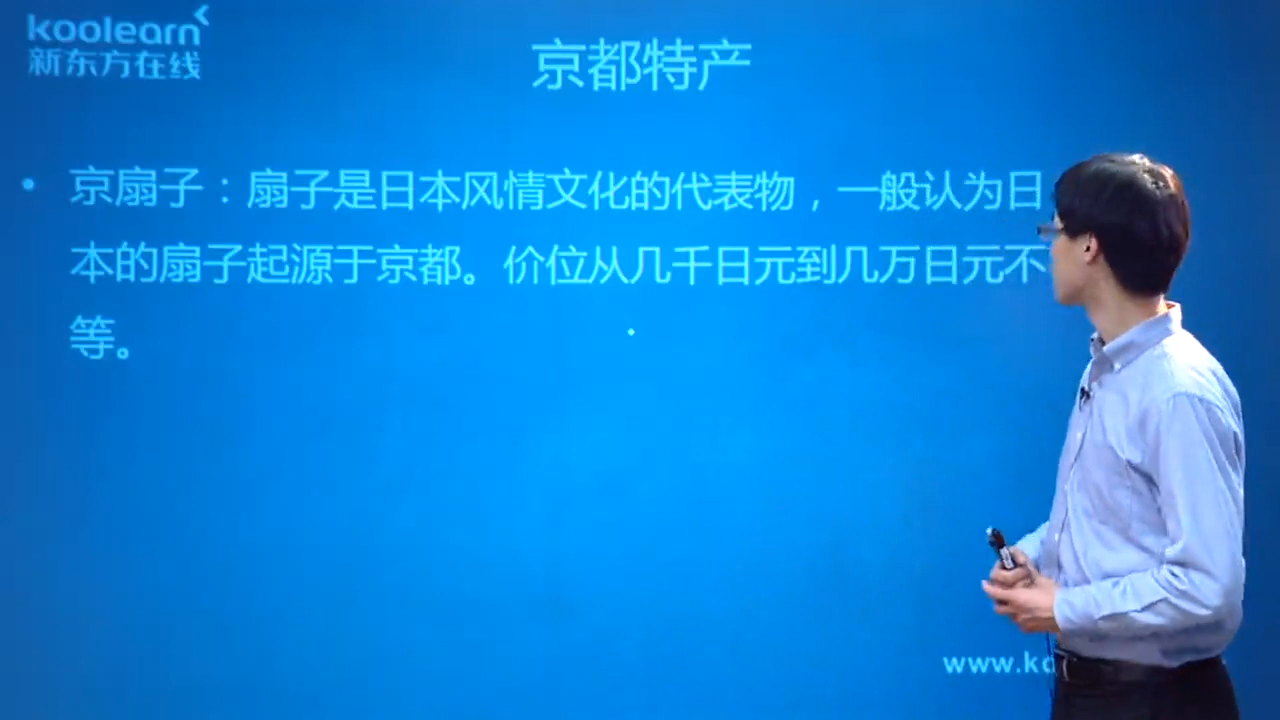 koolearn
新东方在线
京都特产
• 京扇子：扇子是日本风情文化的代表物，一般认为日
本的扇子起源于京都。价位从几千日元到几万日元不
等。